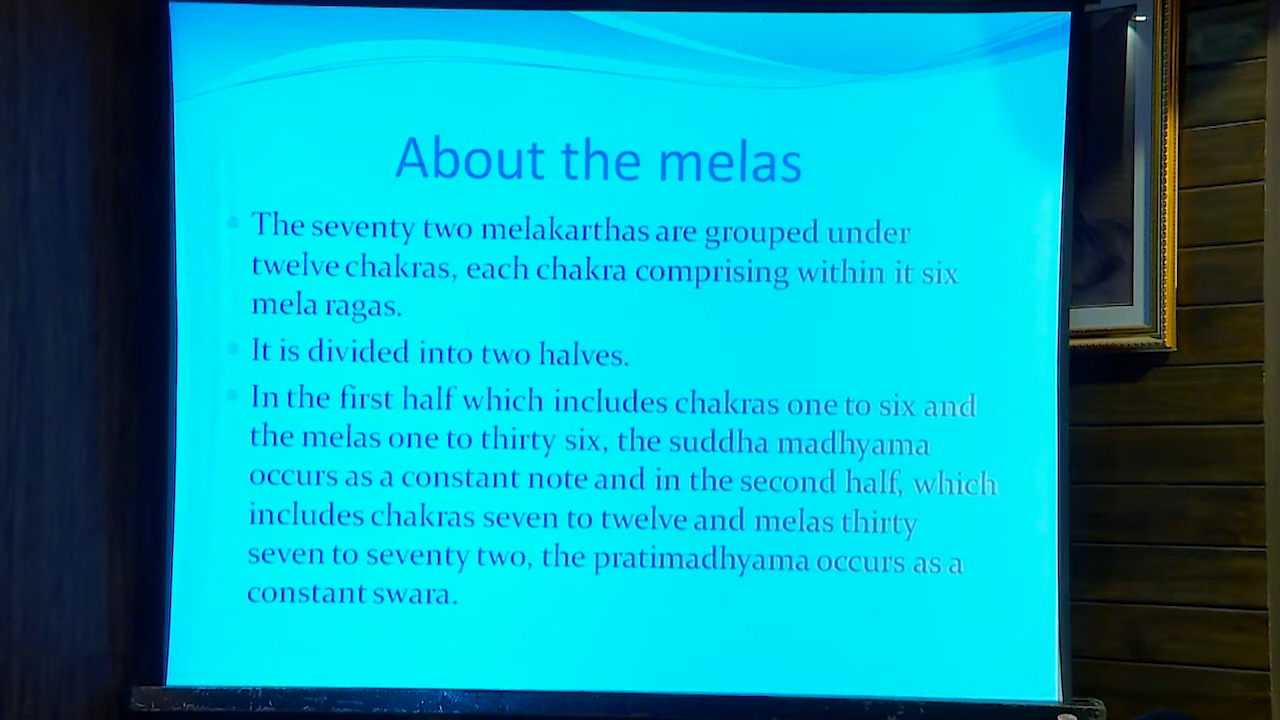 About the melas
The seventy two melakarthas are grouped under
twelve chakras, each chakra comprising within it six
mela ragas.
It is divided into two halves.
In the first half which includes chakras one to six and
the melas one to thirty six, the suddha madhyama
occurs as a constant note and in the second half, which
includes chakras seven to twelve and melas thirty
seven to seventy two, the pratimadhyama occurs as a
constant swara.